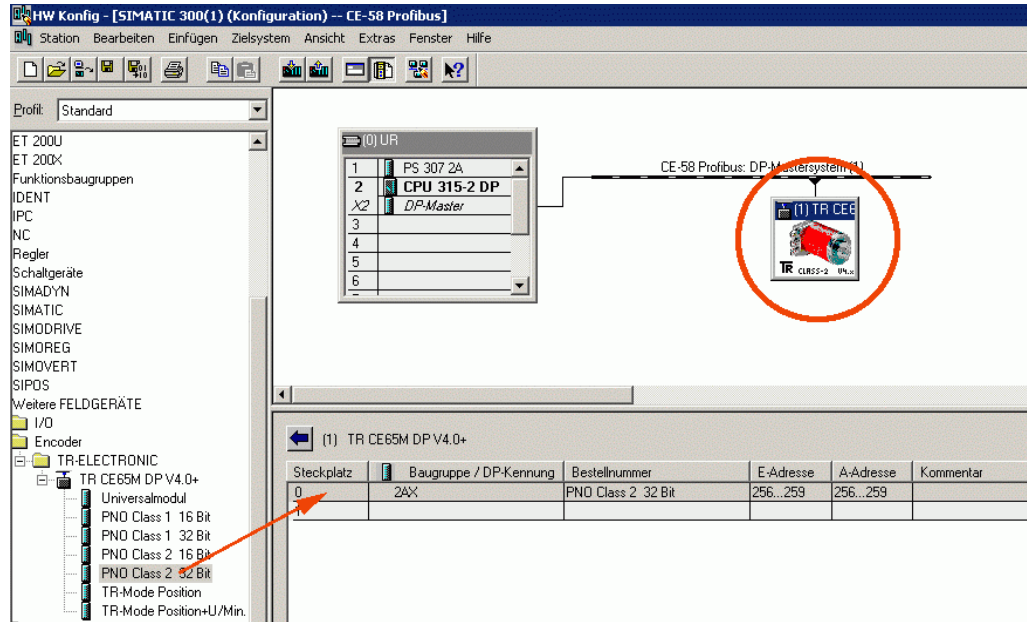 HW Konfig - [SIMATIC 300(1) (Konfiguration) -- CE-58 Profibus]
Station Bearbeiten Einfügen Zielsystem Ansicht Extras Fenster Hilfe
Profil: Standard
ET 200U
ET 200X
Funktionsbaugruppen
IDENT
IPC
NC
Regler
Schaltgeräte
SIMADYN
SIMATIC
SIMODRIVE
SIMOREG
SIMOVERT
SIPOS
Weitere FELDGERÄTE
I/O
Encoder
TR-ELECTRONIC
TR CE65M DP V4.0+
Universalmodul
PNO Class 1 16 Bit
PNO Class 1 32 Bit
PNO Class 2 16 Bit
PNO Class 2 32 Bit
TR-Mode Position
TR-Mode Position+U/Min.
(0) UR
1 PS 307 2A
2 CPU 315-2 DP
X2 DP-Master
3
4
5
6
CE-58 Profibus: DP-Mastersystem (1)
(1) TR CE6
TR CLASS-2 V4.x
(1) TR CE65M DP V4.0+
Steckplatz Baugruppe / DP-Kennung Bestellnummer E-Adresse A-Adresse Kommentar
0 2AX PNO Class 2 32 Bit 256...259 256...259
1